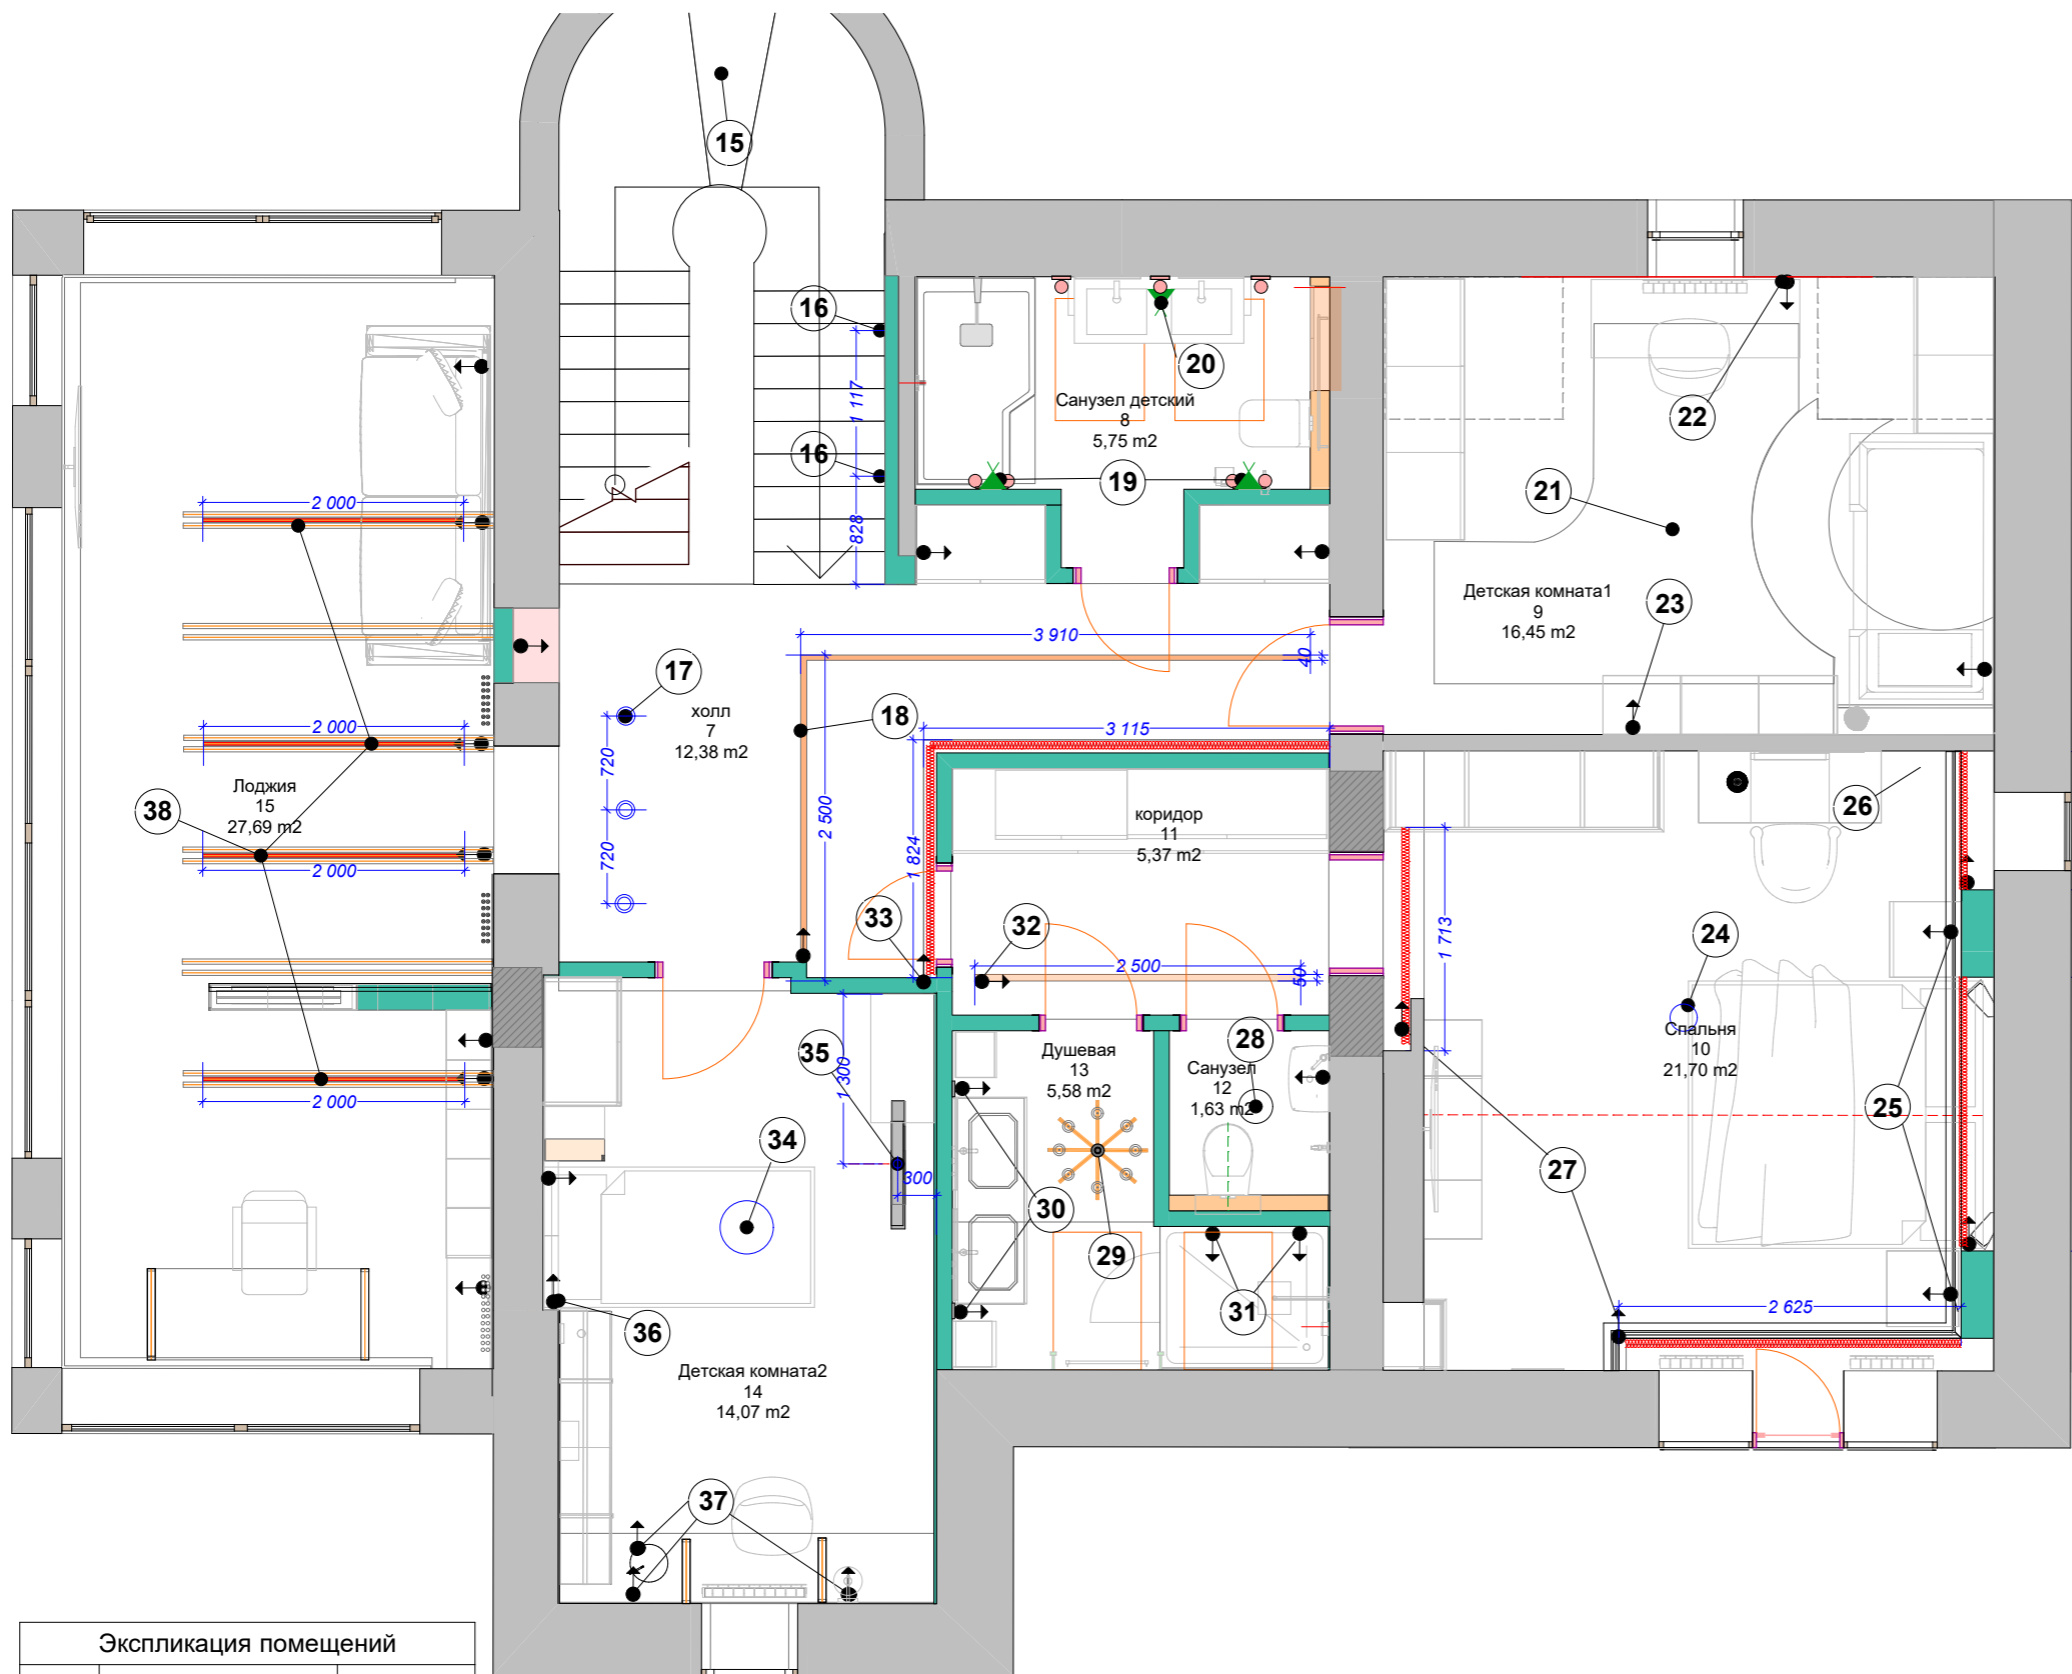 15
16
1 117
16
828
20
Санузел детский
8
5,75 m2
19
22
21
Детская комната1
9
16,45 m2
23
2 000
3 910
40
17
холл
7
12,38 m2
18
3 115
2 000
720
Лоджия
15
27,69 m2
38
2 500
1 824
коридор
11
5,37 m2
26
2 000
720
33
32
1 713
24
2 500
50
Спальня
10
21,70 m2
28
Душевая
13
5,58 m2
Санузел
12
1,63 m2
35
1 300
2 000
25
34
27
300
30
29
31
2 625
36
Детская комната2
14
14,07 m2
37
Экспликация помещений